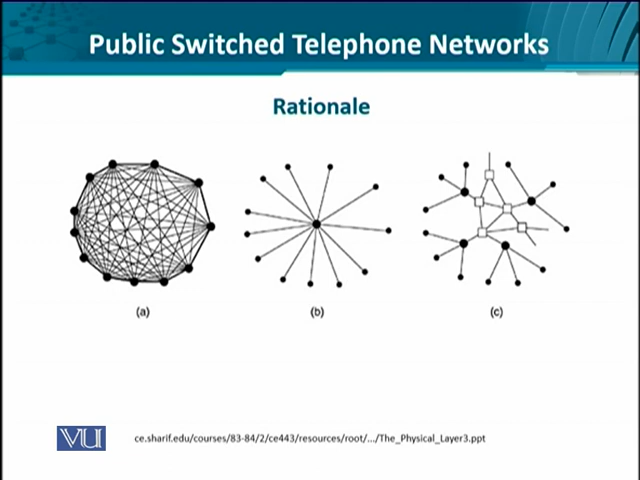 Public Switched Telephone Networks
Rationale
(a) (b) (c)
VU
ce.sharif.edu/courses/83-84/2/ce443/resources/root/.../The_Physical_Layer3.ppt